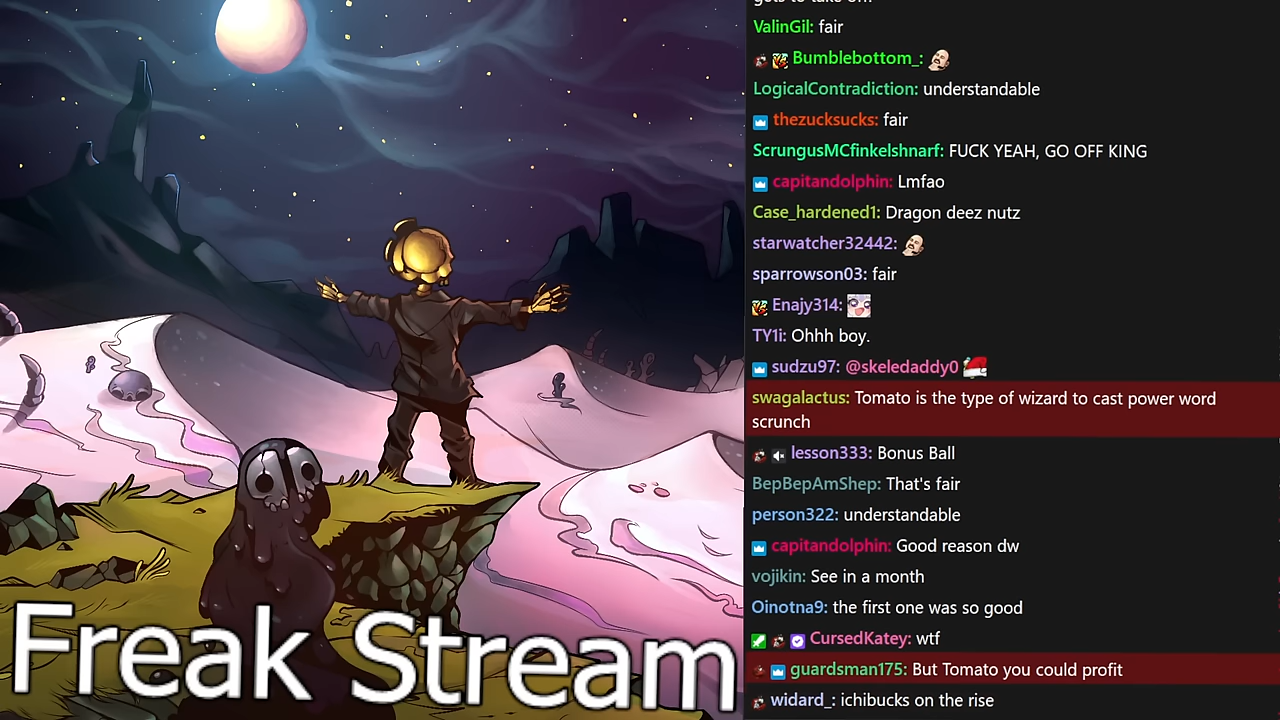 gets to take off.
ValinGil: fair
Bumblebottom_:
LogicalContradiction: understandable
thezucksucks: fair
ScrungusMCfinkelshnarf: FUCK YEAH, GO OFF KING
capitandolphin: Lmfao
Case_hardened1: Dragon deez nutz
starwatcher32442:
sparrowson03: fair
Enajy314:
TY1i: Ohhh boy.
sudzu97: @skeledaddy0
swagalactus: Tomato is the type of wizard to cast power word
scrunch
lesson333: Bonus Ball
BepBepAmShep: That's fair
person322: understandable
capitandolphin: Good reason dw
vojikin: See in a month
Oinotna9: the first one was so good
CursedKatey: wtf
guardsman175: But Tomato you could profit
widard_: ichibucks on the rise
Freak Stream